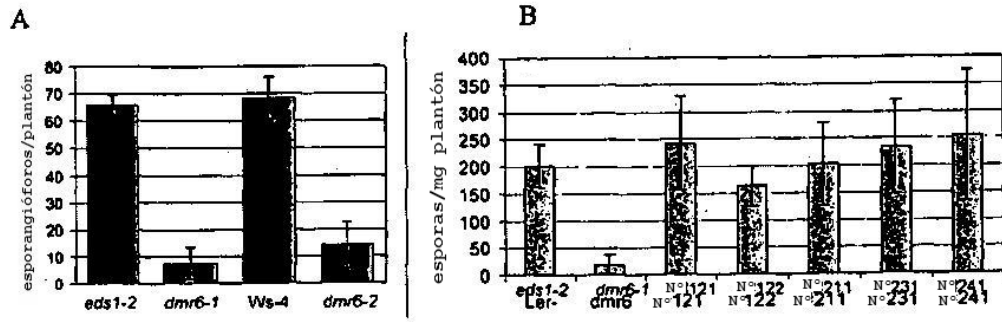 A
esporangióforos/plantón
80
70
60
50
40
30
20
10
0
eds1-2 dmr6-1 Ws-4 dmr6-2
B
esporas/mg plantón
400
350
300
250
200
150
100
50
0
eds1-2 dmr6-1 N°121 N°122 N°211 N°231 N°241
Ler- dmr6 N°121 N°122 N°211 N°231 N°241